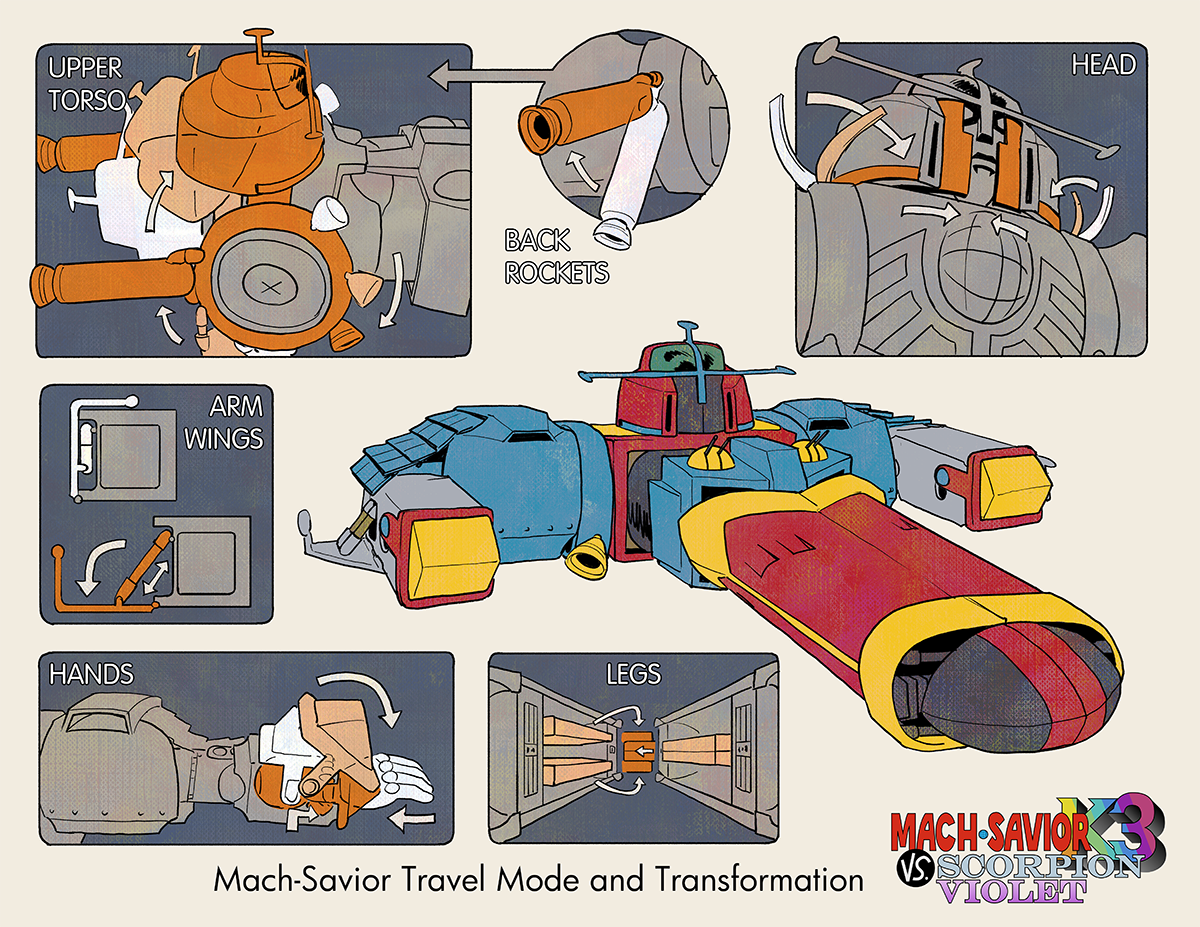 UPPER
TORSO
BACK
ROCKETS
HEAD
ARM
WINGS
HANDS
LEGS
Mach-Savior Travel Mode and Transformation
MACH·SAVIOR K3
VS. SCORPION
VIOLET